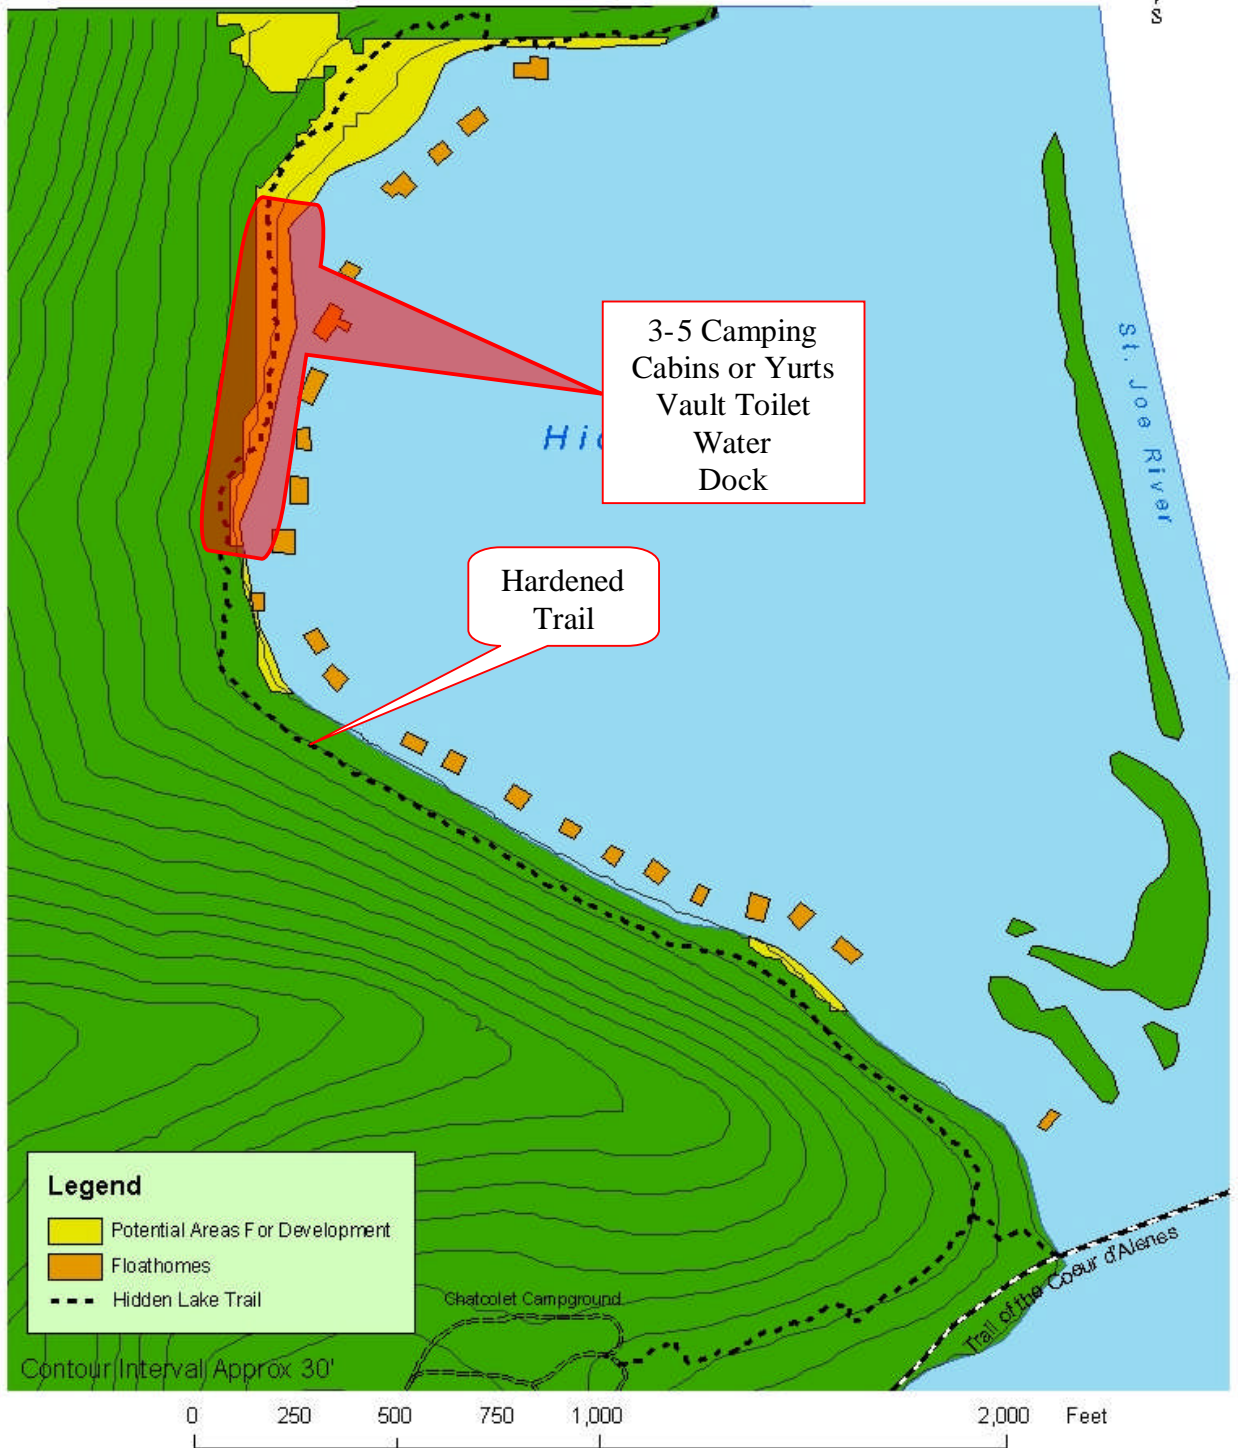 S
3-5 Camping
Cabins or Yurts
Vault Toilet
Water
Dock
St. Joe River
Hardened
Trail
Legend
Potential Areas For Development
Floathomes
Hidden Lake Trail
Chatcolet Campground
Trail of the Coeur d'Alenes
Contour Interval Approx 30'
0 250 500 750 1,000 2,000 Feet